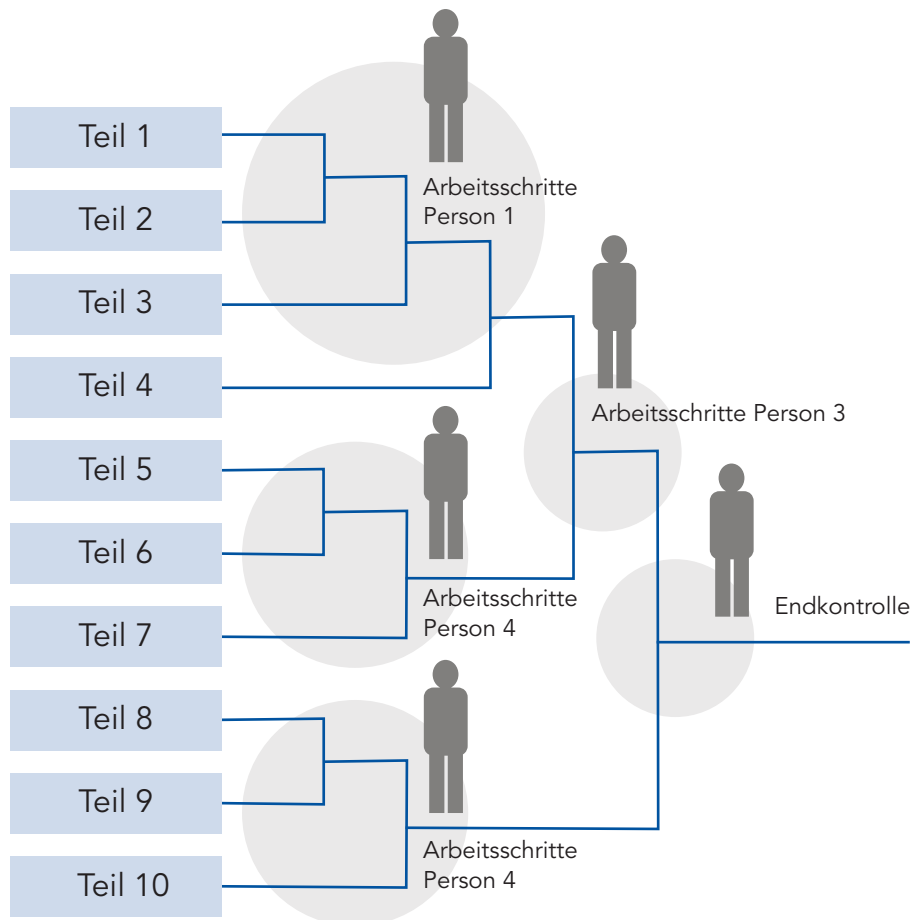 Teil 1
Arbeitsschritte
Person 1
Teil 2
Teil 3
Teil 4
Arbeitsschritte Person 3
Teil 5
Teil 6
Arbeitsschritte
Person 4
Endkontrolle
Teil 7
Teil 8
Teil 9
Arbeitsschritte
Person 4
Teil 10